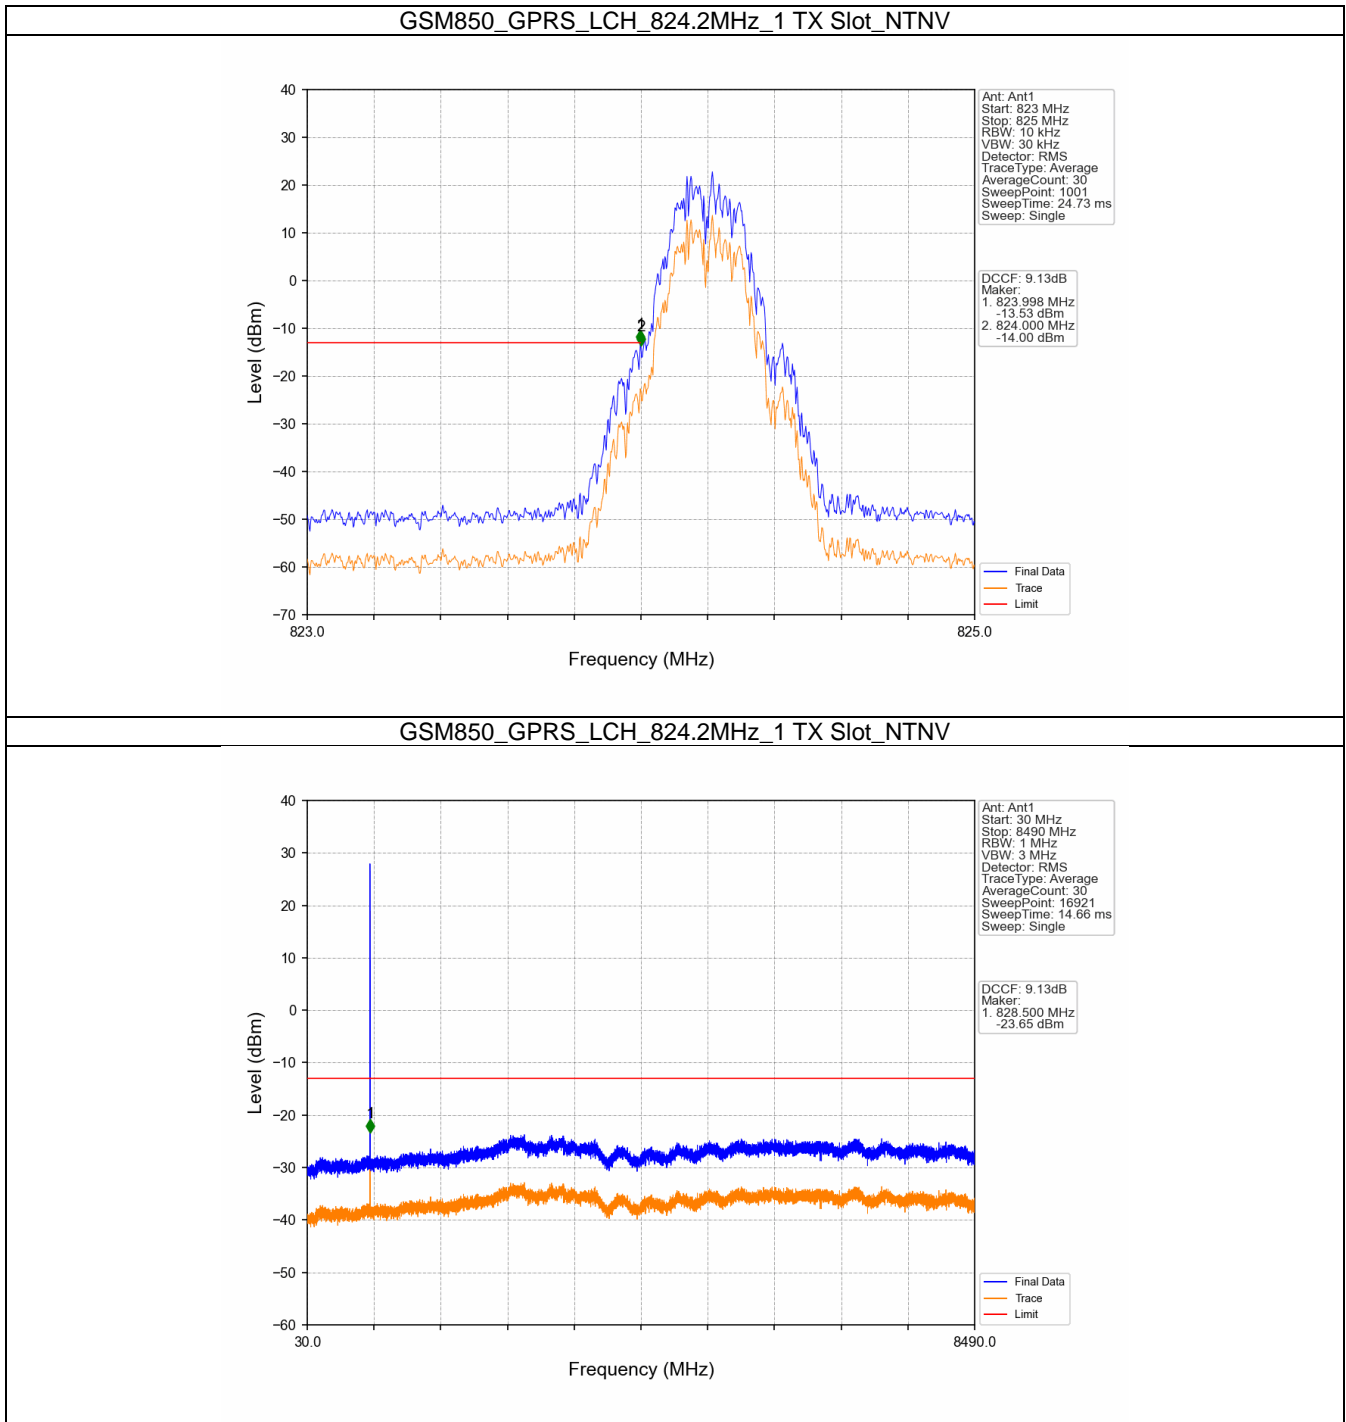 GSM850_GPRS_LCH_824.2MHz_1 TX Slot_NTNV
40
30
20
10
0
−10
−20
−30
−40
−50
−60
−70
Level (dBm)
823.0
825.0
Frequency (MHz)
2
Ant: Ant1
Start: 823 MHz
Stop: 825 MHz
RBW: 10 kHz
VBW: 30 kHz
Detector: RMS
TraceType: Average
AverageCount: 30
SweepPoint: 1001
SweepTime: 24.73 ms
Sweep: Single
DCCF: 9.13dB
Maker:
1. 823.998 MHz
-13.53 dBm
2. 824.000 MHz
-14.00 dBm
Final Data
Trace
Limit
GSM850_GPRS_LCH_824.2MHz_1 TX Slot_NTNV
40
30
20
10
0
−10
−20
−30
−40
−50
−60
Level (dBm)
30.0
8490.0
Frequency (MHz)
1
Ant: Ant1
Start: 30 MHz
Stop: 8490 MHz
RBW: 1 MHz
VBW: 3 MHz
Detector: RMS
TraceType: Average
AverageCount: 30
SweepPoint: 16921
SweepTime: 14.66 ms
Sweep: Single
DCCF: 9.13dB
Maker:
1. 828.500 MHz
-23.65 dBm
Final Data
Trace
Limit